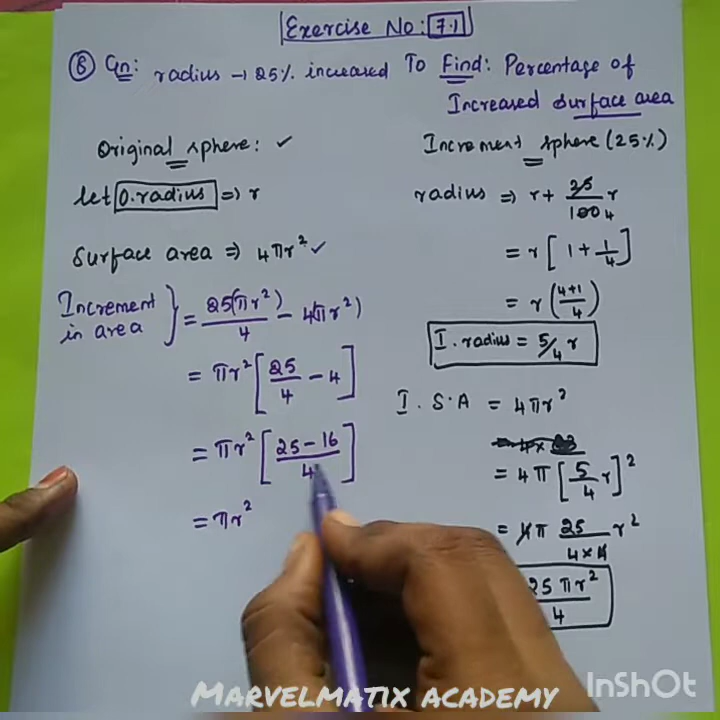 Exercise No: 7.1
⑧ Gn: radius → 25% increased To Find: Percentage of
Increased surface area
Original sphere: ✓
let O.radius => r
Surface area => 4πr² ✓
Increment in area } = 25(πr²)/4 - 4(πr²)
= πr² [25/4 - 4]
= πr² [(25-16)/4]
= πr²
Increment sphere (25%)
radius => r + 25/100 4 r
= r [1 + 1/4]
= r ((4+1)/4)
I. radius = 5/4 r
I. S.A = 4πr²
= 4π [5/4 r]²
= 4π 25/(4×4) r²
25πr²/4
MARVELMATIX ACADEMY
InShOt